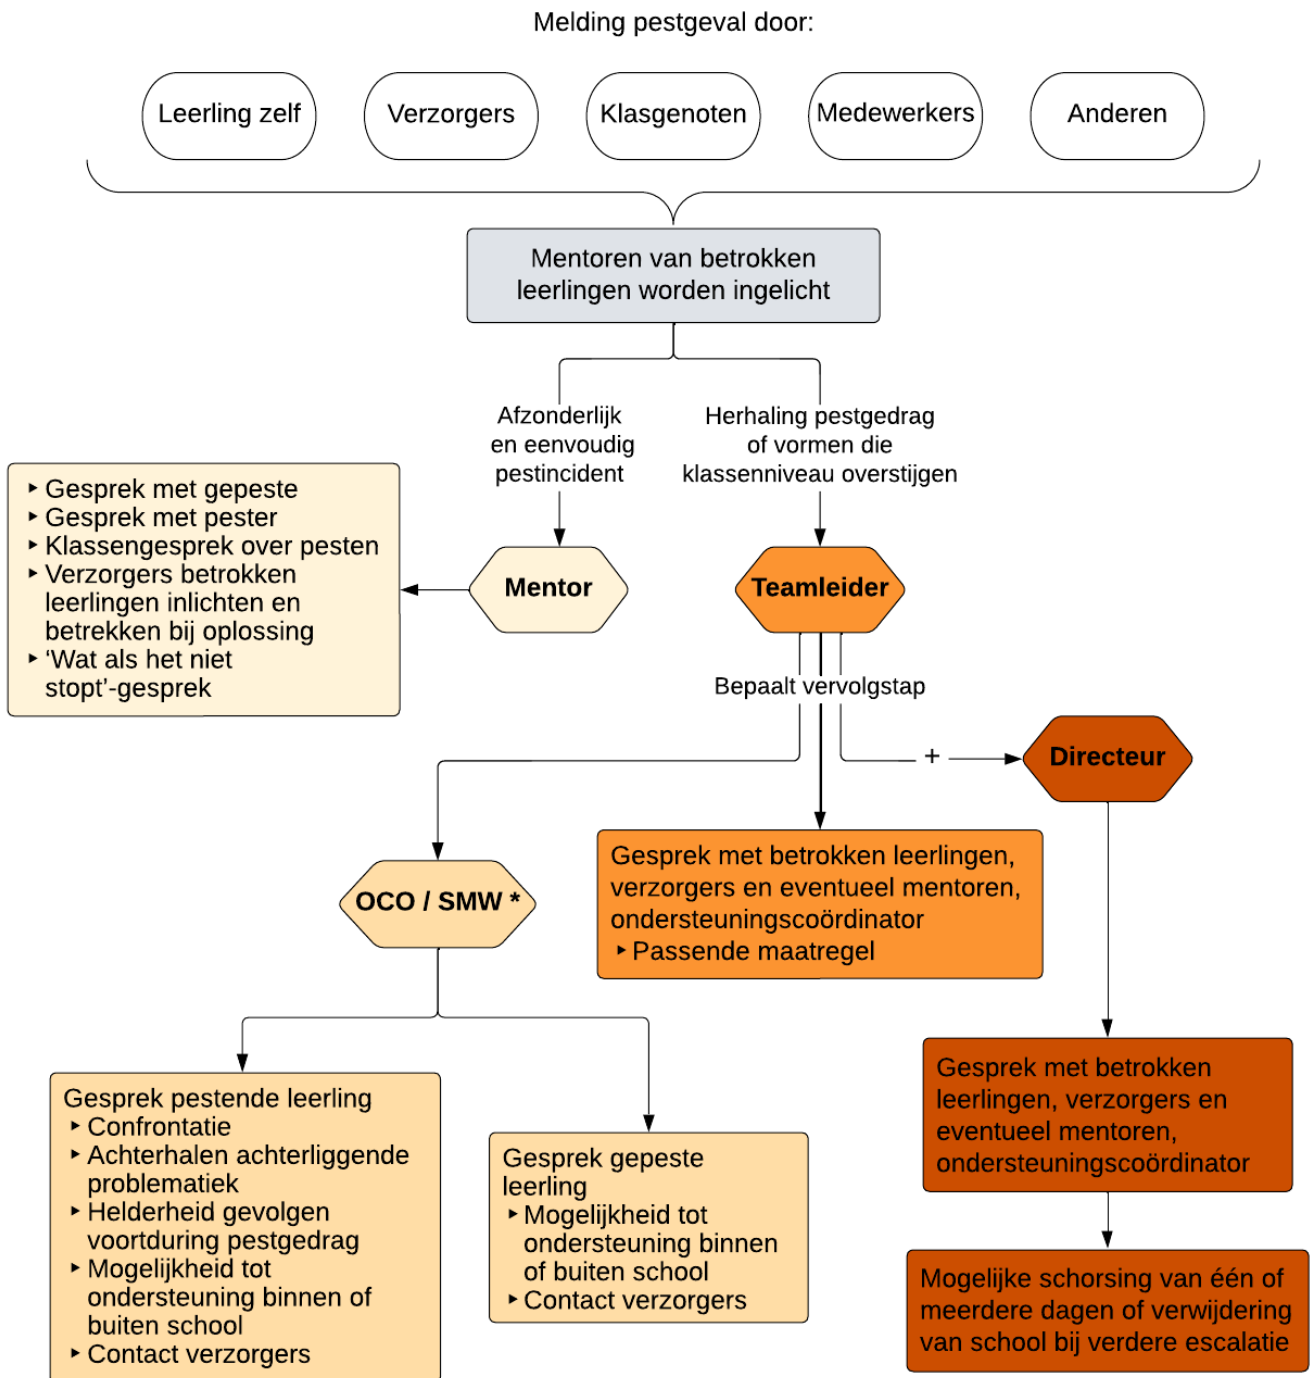 Melding pestgeval door:
Leerling zelf
Verzorgers
Klasgenoten
Medewerkers
Anderen
Mentoren van betrokken
leerlingen worden ingelicht
Afzonderlijk
en eenvoudig
pestincident
Herhaling pestgedrag
of vormen die
klassenniveau overstijgen
‣ Gesprek met gepeste
‣ Gesprek met pester
‣ Klassengesprek over pesten
‣ Verzorgers betrokken
leerlingen inlichten en
betrekken bij oplossing
‣ ‘Wat als het niet
stopt’-gesprek
Mentor
Teamleider
Bepaalt vervolgstap
+
Directeur
OCO / SMW *
Gesprek met betrokken leerlingen,
verzorgers en eventueel mentoren,
ondersteuningscoördinator
‣ Passende maatregel
Gesprek pestende leerling
‣ Confrontatie
‣ Achterhalen achterliggende
problematiek
‣ Helderheid gevolgen
voortduring pestgedrag
‣ Mogelijkheid tot
ondersteuning binnen of
buiten school
‣ Contact verzorgers
Gesprek gepeste
leerling
‣ Mogelijkheid tot
ondersteuning binnen
of buiten school
‣ Contact verzorgers
Gesprek met betrokken
leerlingen, verzorgers en
eventueel mentoren,
ondersteuningscoördinator
Mogelijke schorsing van één of
meerdere dagen of verwijdering
van school bij verdere escalatie